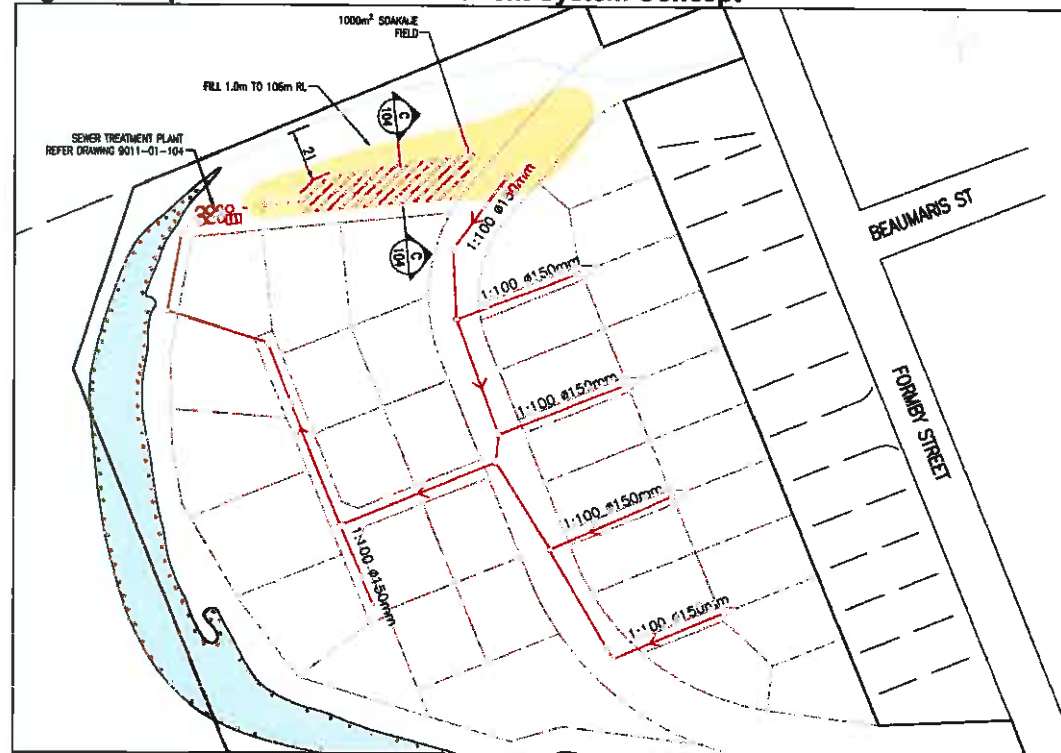 System Concept
1000m² SOAKAGE
FIELD
FILL 1.0m TO 106m RL
SEWER TREATMENT PLANT
REFER DRAWING 9011-01-104
C
104
21
C
104
1:100 ø150mm
1:100 ø150mm
1:100 ø150mm
1:100 ø150mm
1:100 ø150mm
1:100 ø150mm
BEAUMARIS ST
FORMBY STREET